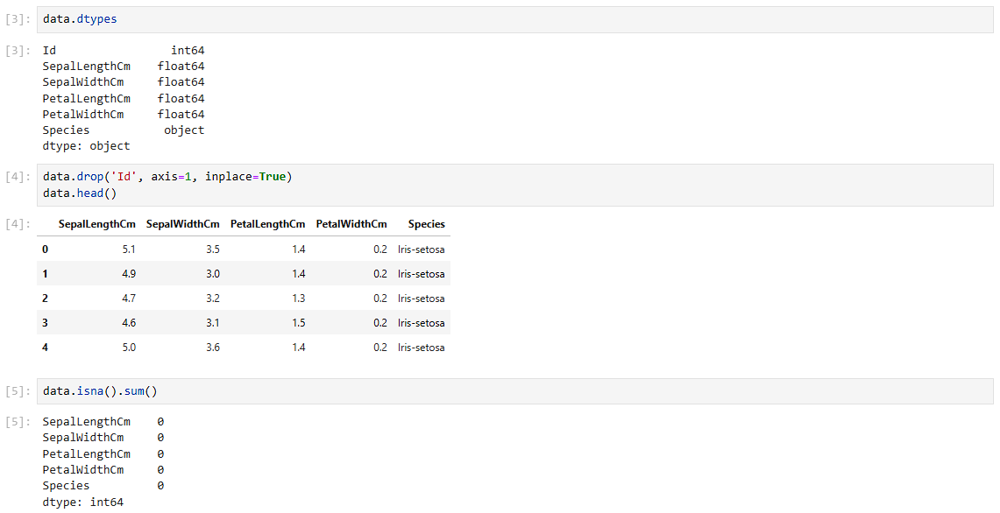 [3]: data.dtypes
[3]: Id int64
SepalLengthCm float64
SepalWidthCm float64
PetalLengthCm float64
PetalWidthCm float64
Species object
dtype: object
[4]: data.drop('Id', axis=1, inplace=True)
data.head()
[4]: SepalLengthCm SepalWidthCm PetalLengthCm PetalWidthCm Species
0 5.1 3.5 1.4 0.2 Iris-setosa
1 4.9 3.0 1.4 0.2 Iris-setosa
2 4.7 3.2 1.3 0.2 Iris-setosa
3 4.6 3.1 1.5 0.2 Iris-setosa
4 5.0 3.6 1.4 0.2 Iris-setosa
[5]: data.isna().sum()
[5]: SepalLengthCm 0
SepalWidthCm 0
PetalLengthCm 0
PetalWidthCm 0
Species 0
dtype: int64